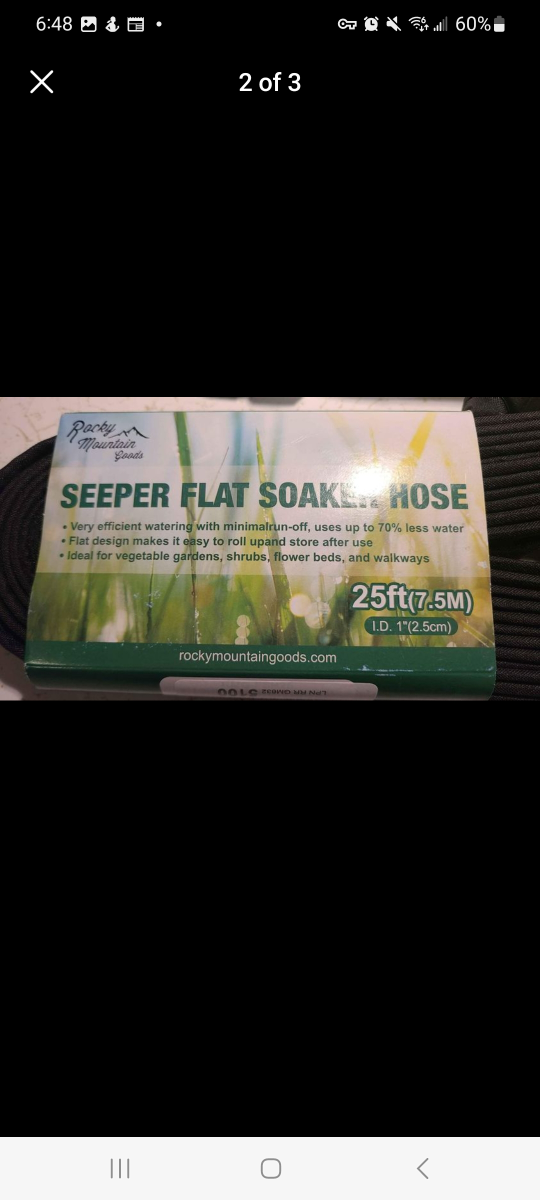 6:48
60%
2 of 3
Rocky
Mountain
Goods
SEEPER FLAT SOAKER HOSE
• Very efficient watering with minimalrun-off, uses up to 70% less water
• Flat design makes it easy to roll upand store after use
• Ideal for vegetable gardens, shrubs, flower beds, and walkways
25ft(7.5M)
I.D. 1"(2.5cm)
rockymountaingoods.com